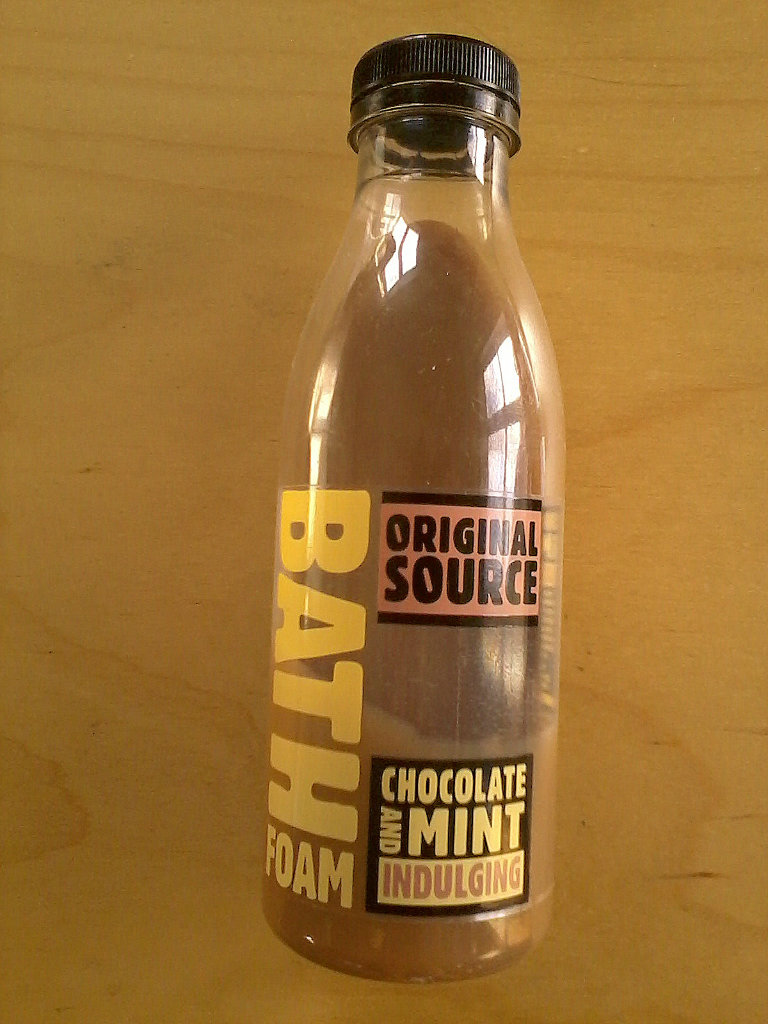 BATH
FOAM
ORIGINAL
SOURCE
CHOCOLATE
AND MINT
INDULGING